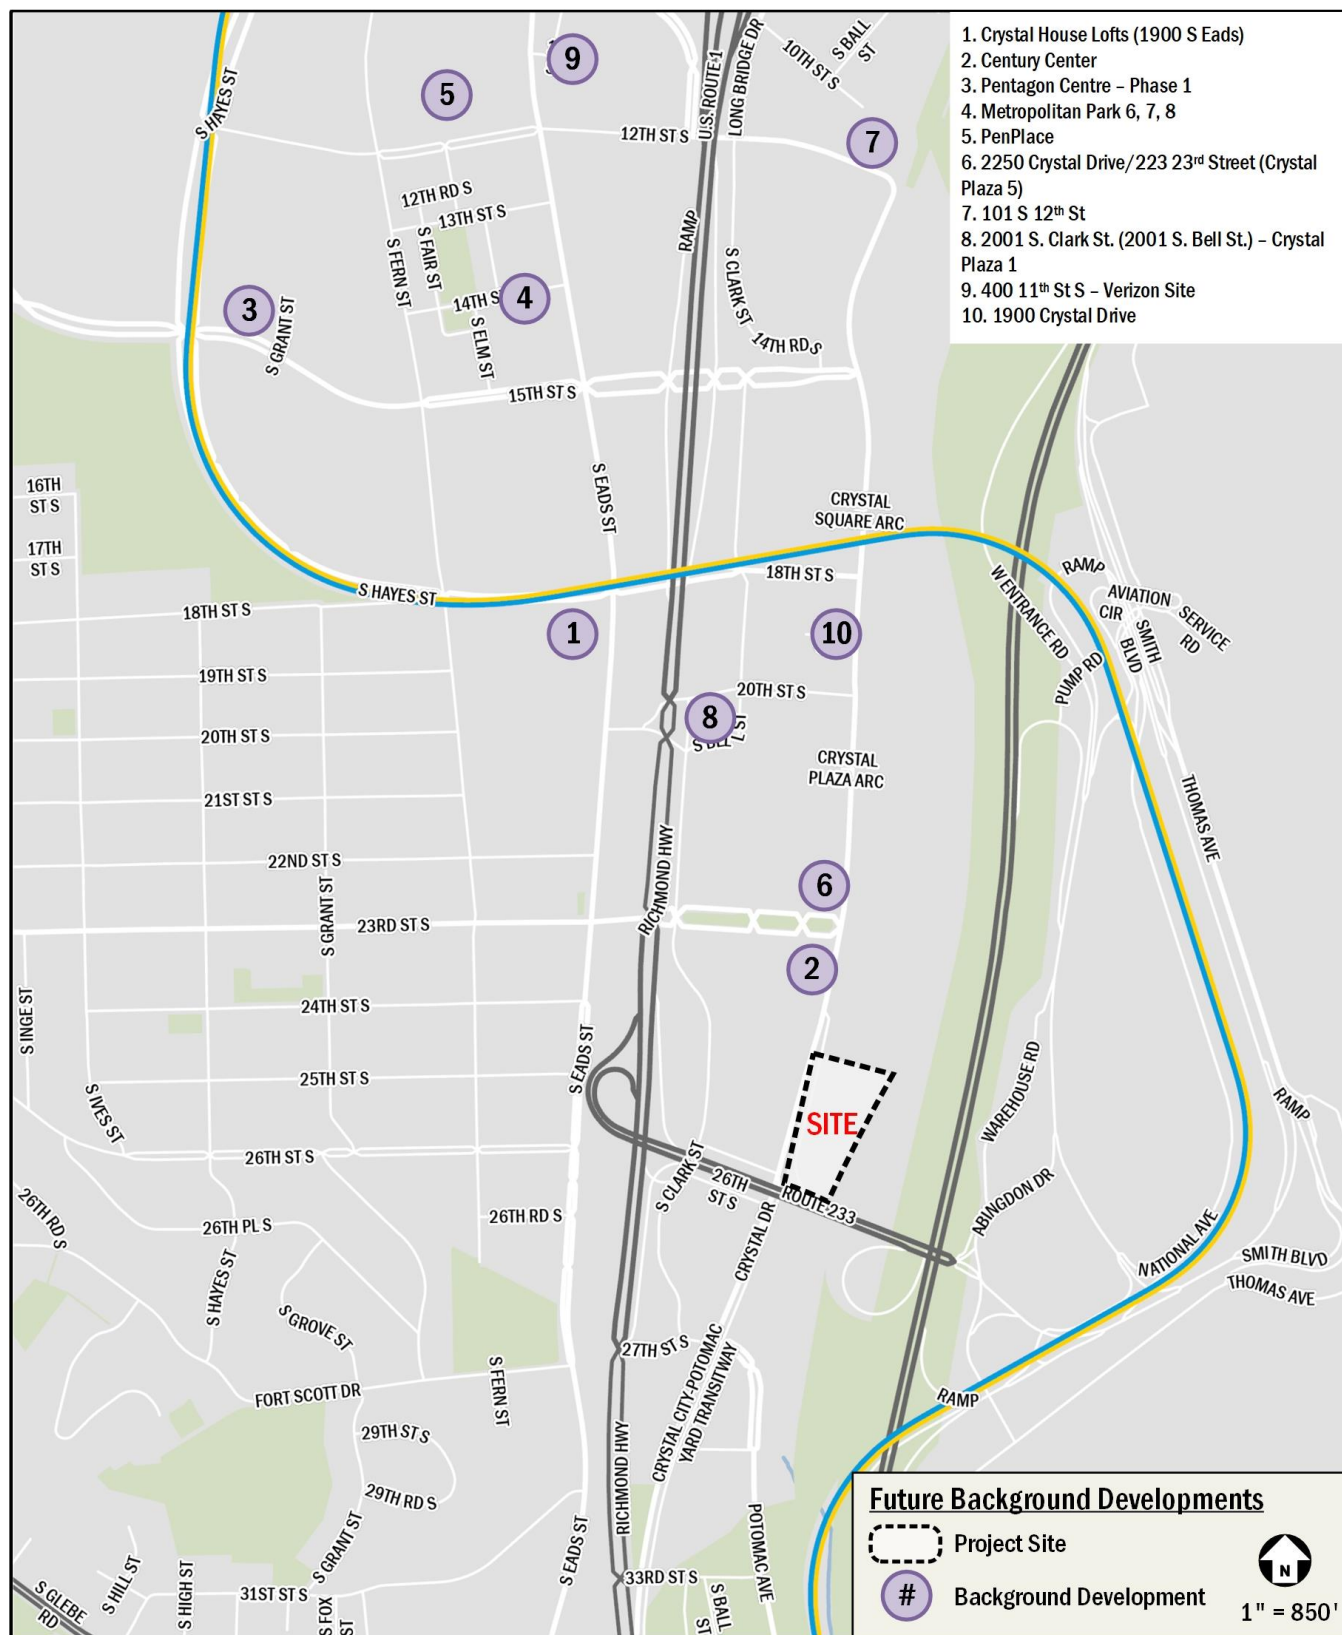 1. Crystal House Lofts (1900 S Eads)
2. Century Center
3. Pentagon Centre – Phase 1
4. Metropolitan Park 6, 7, 8
5. PenPlace
6. 2250 Crystal Drive/223 23rd Street (Crystal
Plaza 5)
7. 101 S 12th St
8. 2001 S. Clark St. (2001 S. Bell St.) – Crystal
Plaza 1
9. 400 11th St S – Verizon Site
10. 1900 Crystal Drive
S HAYES ST
5
9
U.S. ROUTE 1
LONG BRIDGE DR
10TH ST S
S BALL
ST
12TH ST S
7
12TH RD S
13TH ST S
S FERN ST
S FAIR ST
RAMP
S CLARK ST
3
S GRANT ST
14TH S
4
S ELM ST
14TH RD S
15TH ST S
16TH
ST S
S EADS ST
CRYSTAL
SQUARE ARC
17TH
ST S
18TH ST S
S HAYES ST
18TH ST S
W ENTRANCE RD
RAMP
AVIATION
CIR
SERVICE
RD
SMITH
BLVD
1
10
PUMP RD
19TH ST S
20TH ST S
8
20TH ST S
CRYSTAL
PLAZA ARC
21ST ST S
THOMAS AVE
22ND ST S
RICHMOND HWY
6
S GRANT ST
23RD ST S
2
24TH ST S
S INGE ST
S EADS ST
25TH ST S
WAREHOUSE RD
RAMP
S IVES ST
SITE
26TH ST S
S CLARK ST
26TH
ST S
ROUTE 233
ABINGDON DR
26TH RD S
26TH PL S
26TH RD S
CRYSTAL DR
NATIONAL AVE
SMITH BLVD
THOMAS AVE
S HAYES ST
S GROVE ST
27TH ST S
CRYSTAL CITY-POTOMAC
YARD TRANSITWAY
FORT SCOTT DR
S FERN ST
RAMP
29TH ST S
RICHMOND HWY
29TH RD S
S GRANT ST
POTOMAC AVE
S EADS ST
33RD ST S
S GLEBE
RD
S HILL ST
S HIGH ST
31ST ST S
S FOX
ST
S BALL
ST
Future Background Developments
Project Site
# Background Development
N
1" = 850'